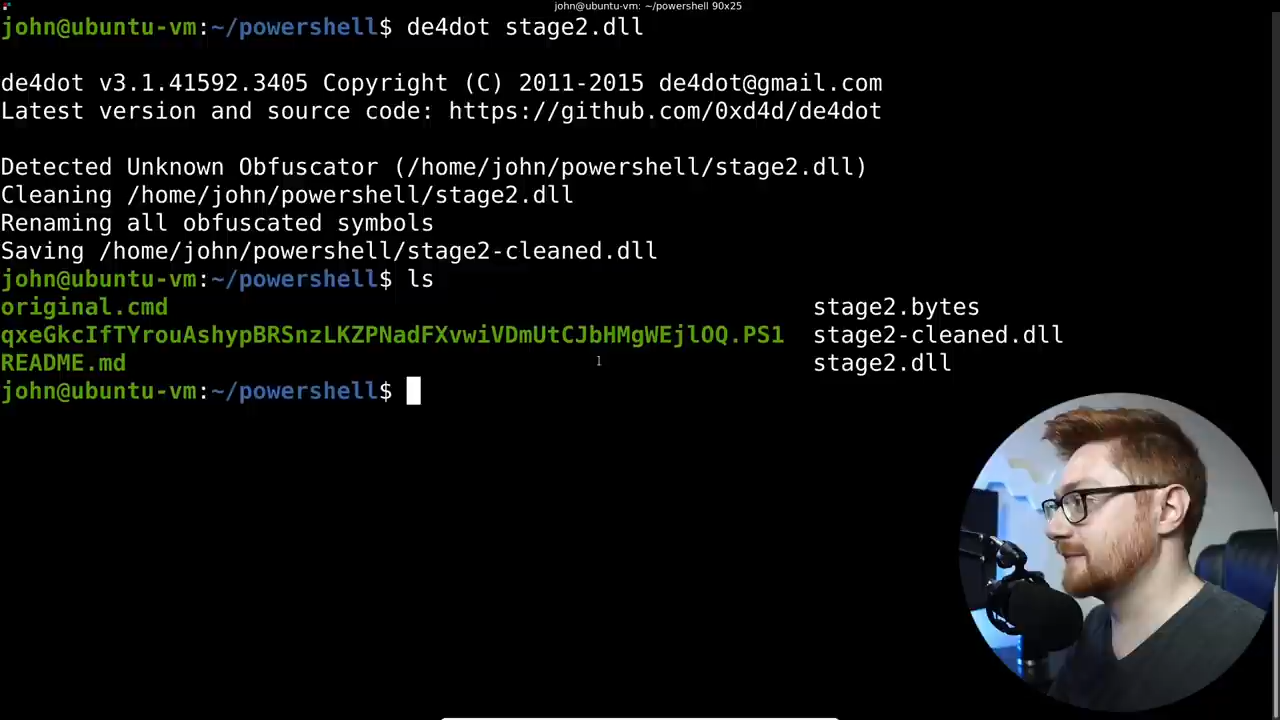 john@ubuntu-vm: ~/powershell 90x25
john@ubuntu-vm:~/powershell$ de4dot stage2.dll
de4dot v3.1.41592.3405 Copyright (C) 2011-2015 de4dot@gmail.com
Latest version and source code: https://github.com/0xd4d/de4dot
Detected Unknown Obfuscator (/home/john/powershell/stage2.dll)
Cleaning /home/john/powershell/stage2.dll
Renaming all obfuscated symbols
Saving /home/john/powershell/stage2-cleaned.dll
john@ubuntu-vm:~/powershell$ ls
original.cmd stage2.bytes
qxeGkcIfTYrouAshypBRSnzLKZPNadFXvwiVDmUtCJbHMgWEjlOQ.PS1 stage2-cleaned.dll
README.md stage2.dll
john@ubuntu-vm:~/powershell$